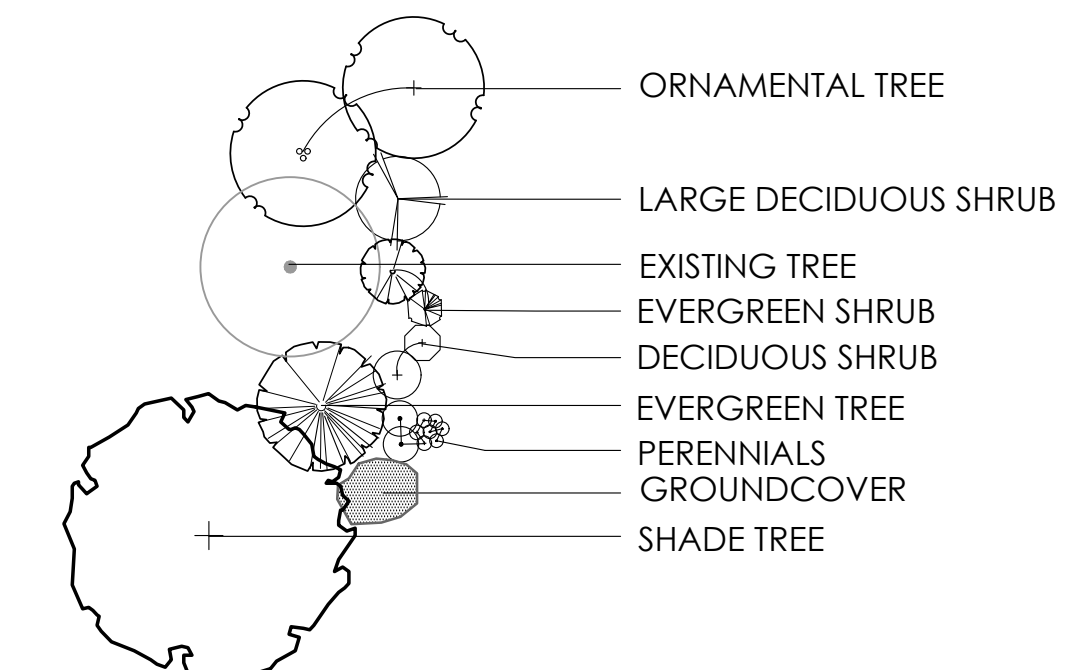 ORNAMENTAL TREE
LARGE DECIDUOUS SHRUB
EXISTING TREE
EVERGREEN SHRUB
DECIDUOUS SHRUB
EVERGREEN TREE
PERENNIALS
GROUNDCOVER
SHADE TREE